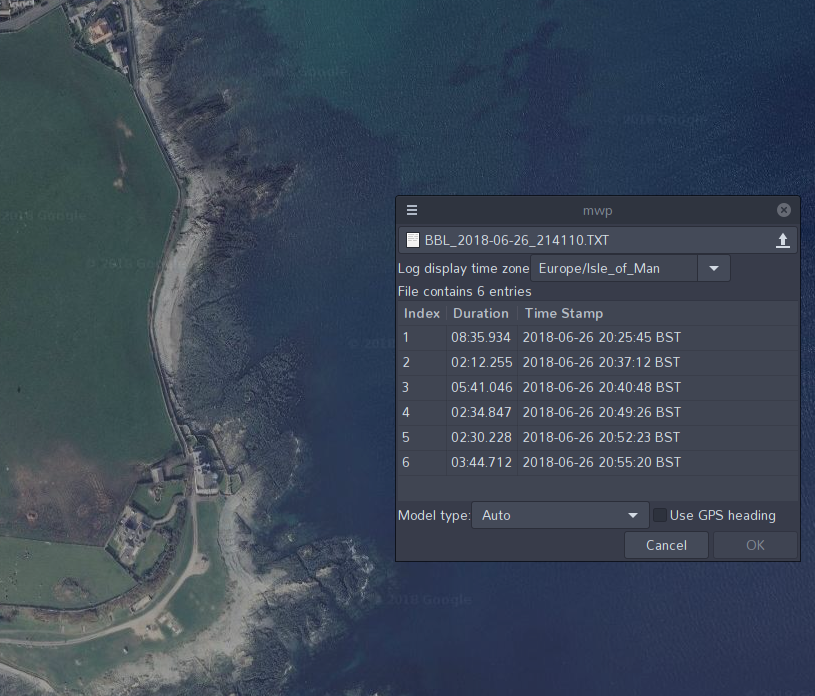 2018 Google
© 2018 Google
2018 Google
© 2018 Google
mwp
BBL_2018-06-26_214110.TXT
Log display time zone Europe/Isle_of_Man
File contains 6 entries
Index Duration Time Stamp
1 08:35.934 2018-06-26 20:25:45 BST
2 02:12.255 2018-06-26 20:37:12 BST
3 05:41.046 2018-06-26 20:40:48 BST
4 02:34.847 2018-06-26 20:49:26 BST
5 02:30.228 2018-06-26 20:52:23 BST
6 03:44.712 2018-06-26 20:55:20 BST
Model type: Auto Use GPS heading
Cancel OK
2018 Google